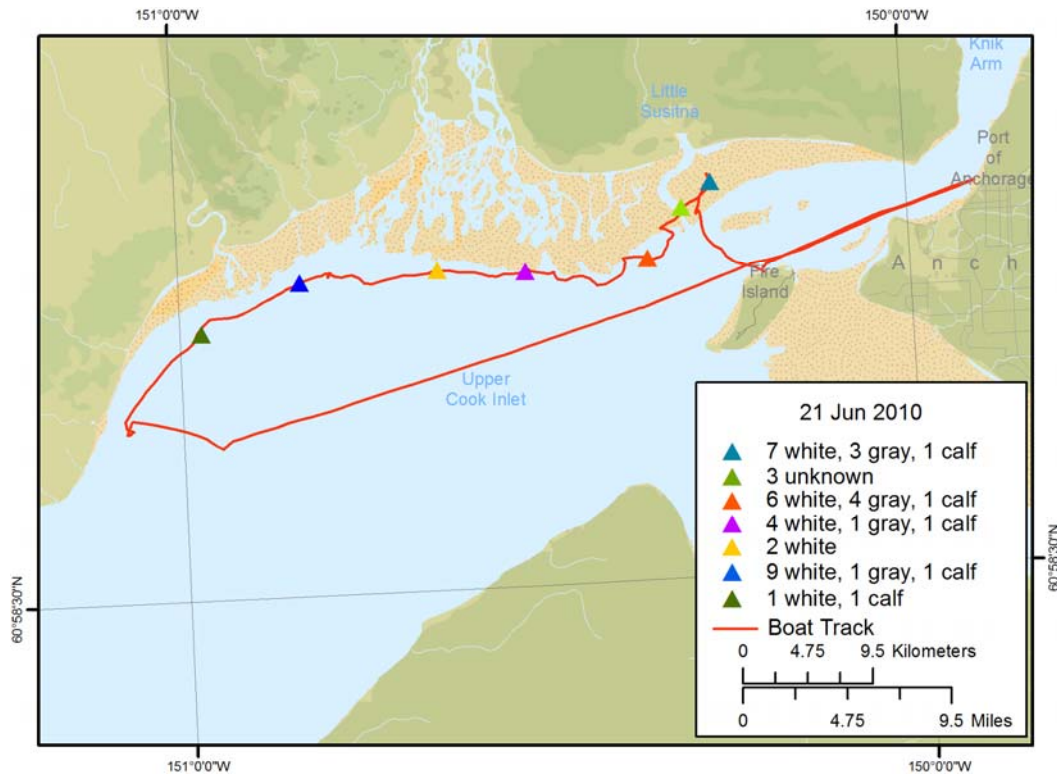 151°0'0"W
150°0'0"W
Knik
Arm
Little
Susitna
Port
of
Anchorage
A n c h
Fire
Island
Upper
Cook Inlet
60°58'30"N
60°58'30"N
21 Jun 2010
7 white, 3 gray, 1 calf
3 unknown
6 white, 4 gray, 1 calf
4 white, 1 gray, 1 calf
2 white
9 white, 1 gray, 1 calf
1 white, 1 calf
Boat Track
0 4.75 9.5 Kilometers
0 4.75 9.5 Miles
151°0'0"W
150°0'0"W